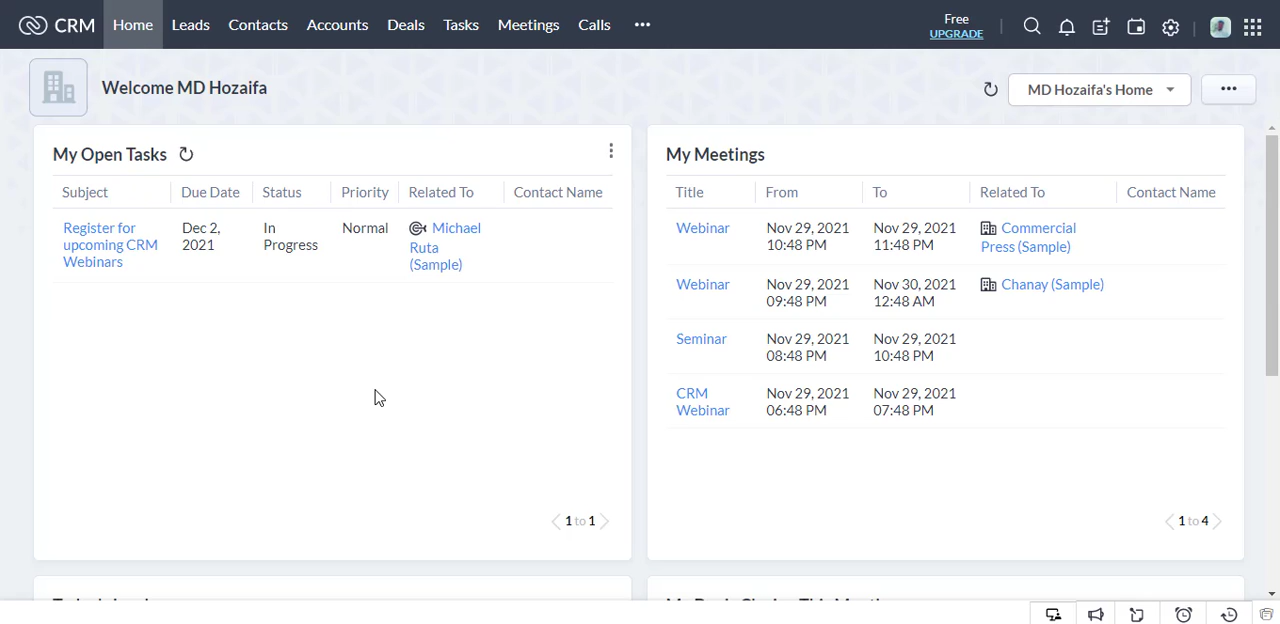 CRM Home Leads Contacts Accounts Deals Tasks Meetings Calls ••• Free
UPGRADE
Welcome MD Hozaifa MD Hozaifa's Home •••
My Open Tasks
Subject Due Date Status Priority Related To Contact Name
Register for upcoming CRM Webinars
Dec 2, 2021
In Progress
Normal
Michael Ruta (Sample)
1 to 1
My Meetings
Title From To Related To Contact Name
Webinar Nov 29, 2021 Nov 29, 2021 Commercial
10:48 PM 11:48 PM Press (Sample)
Webinar Nov 29, 2021 Nov 30, 2021 Chanay (Sample)
09:48 PM 12:48 AM
Seminar Nov 29, 2021 Nov 29, 2021
08:48 PM 10:48 PM
CRM Nov 29, 2021 Nov 29, 2021
Webinar 06:48 PM 07:48 PM
1 to 4